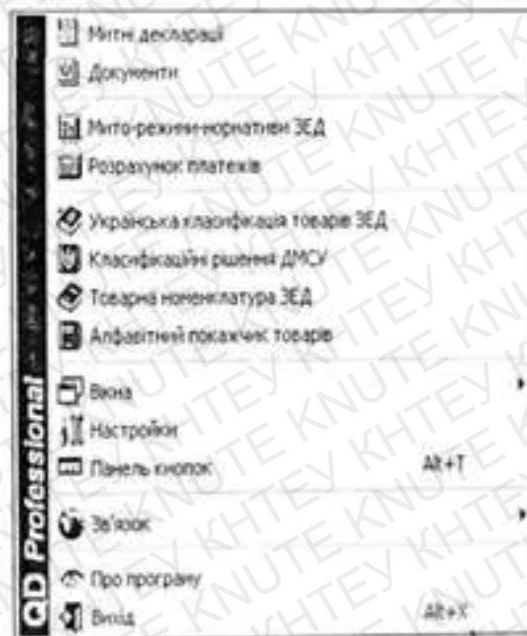 Митні декларації
Документи
Мито-режими-нормативи ЗЕД
Розрахунок платежів
Українська класифікація товарів ЗЕД
Класифікаційні рішення ДМСУ
Товарна номенклатура ЗЕД
Алфавітний покажчик товарів
Вікна
Настройки
Панель кнопок Alt+T
Зв'язок
Про програму
Вихід Alt+X
QD Professional